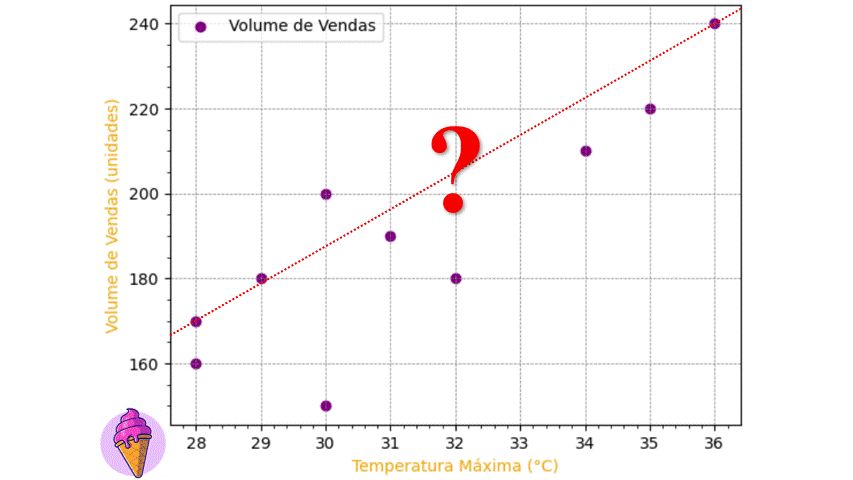 Volume de Vendas
Volume de Vendas (unidades)
240
220
200
180
160
?
28 29 30 31 32 33 34 35 36
Temperatura Máxima (°C)